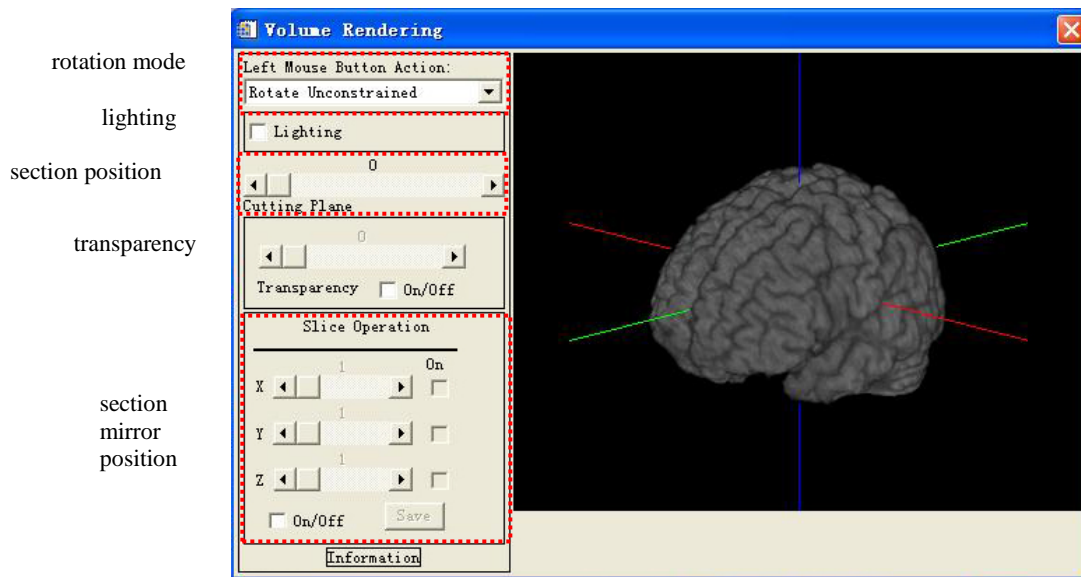 Volume Rendering
rotation mode
Left Mouse Button Action:
Rotate Unconstrained
lighting
Lighting
section position
0
Cutting Plane
transparency
0
Transparency On/Off
Slice Operation
1 On
X
1
Y
1
Z
section
mirror
position
On/Off Save
Information